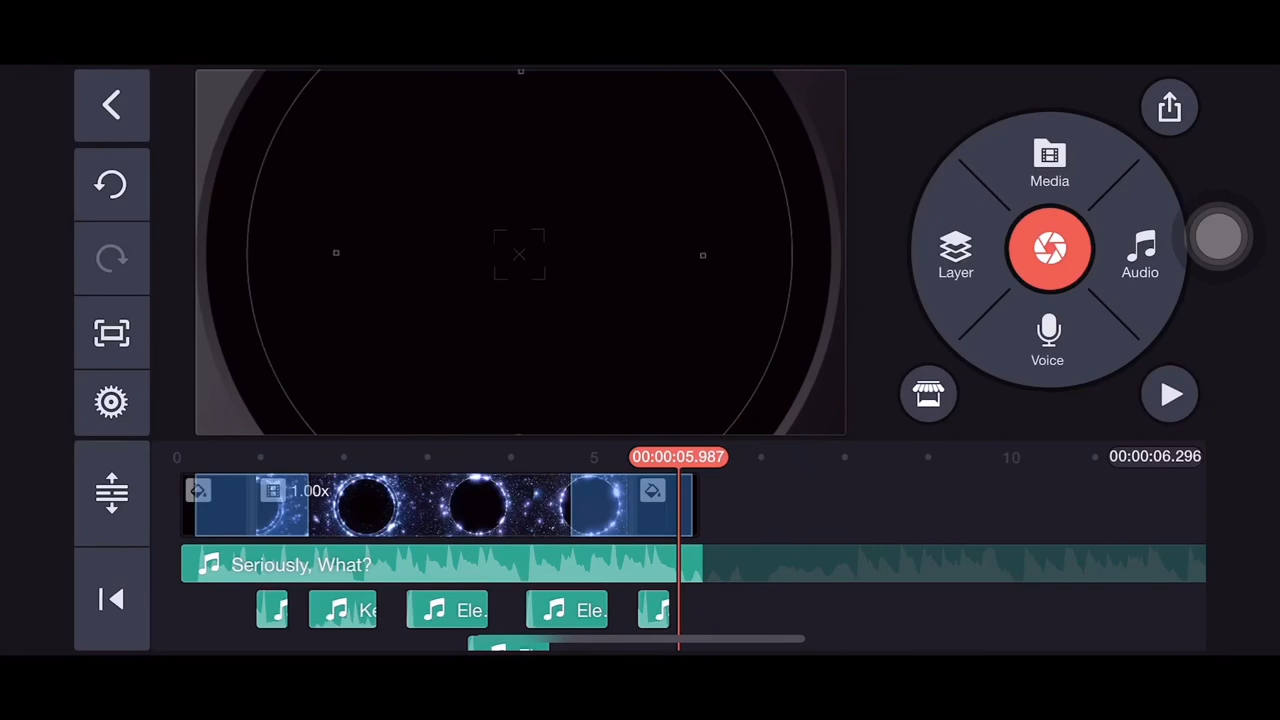 Media
Layer
Audio
Voice
0
5
00:00:05.987
10
00:00:06.296
1.00x
Seriously, What?
Ke
Ele.
Ele.